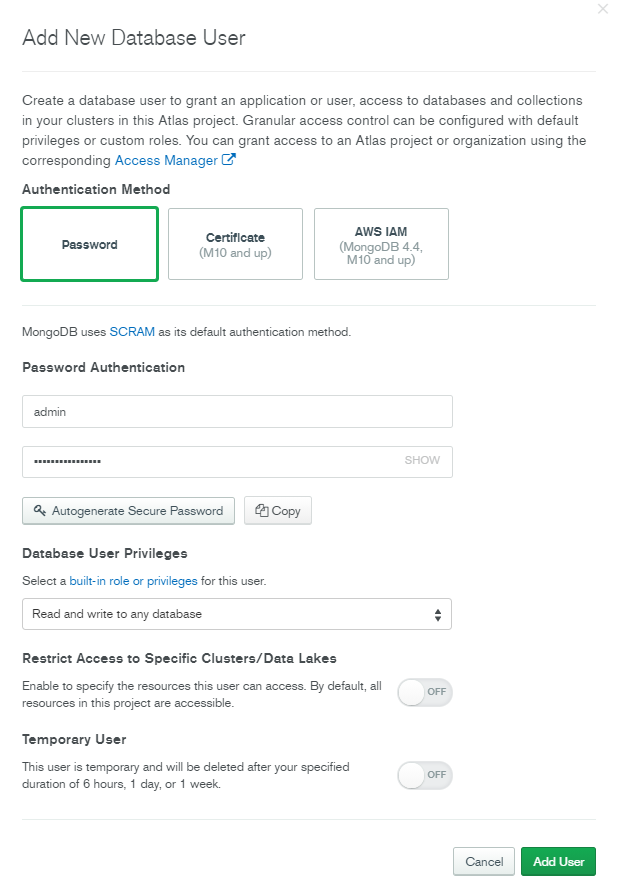 Add New Database User
Create a database user to grant an application or user, access to databases and collections
in your clusters in this Atlas project. Granular access control can be configured with default
privileges or custom roles. You can grant access to an Atlas project or organization using the
corresponding Access Manager
Authentication Method
Password
Certificate
(M10 and up)
AWS IAM
(MongoDB 4.4,
M10 and up)
MongoDB uses SCRAM as its default authentication method.
Password Authentication
admin
SHOW
Autogenerate Secure Password
Copy
Database User Privileges
Select a built-in role or privileges for this user.
Read and write to any database
Restrict Access to Specific Clusters/Data Lakes
Enable to specify the resources this user can access. By default, all
resources in this project are accessible.
OFF
Temporary User
This user is temporary and will be deleted after your specified
duration of 6 hours, 1 day, or 1 week.
OFF
Cancel
Add User